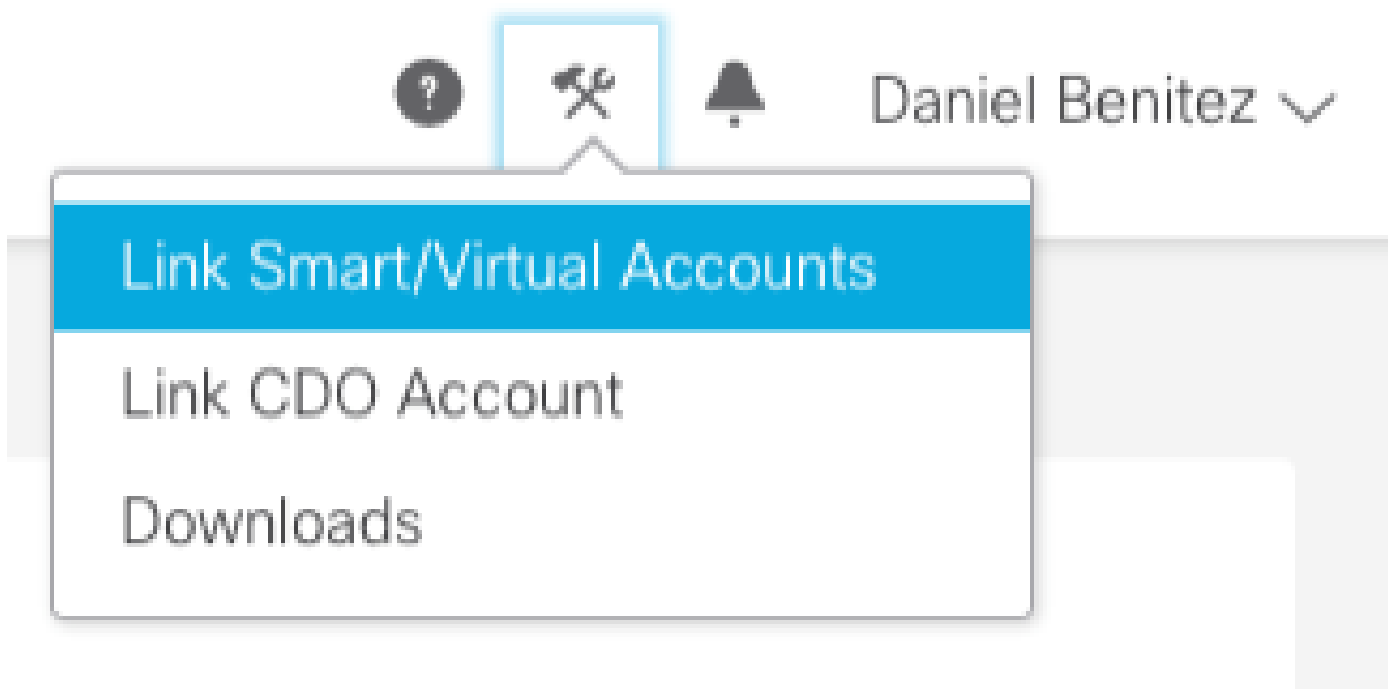 ?
Daniel Benitez
Link Smart/Virtual Accounts
Link CDO Account
Downloads